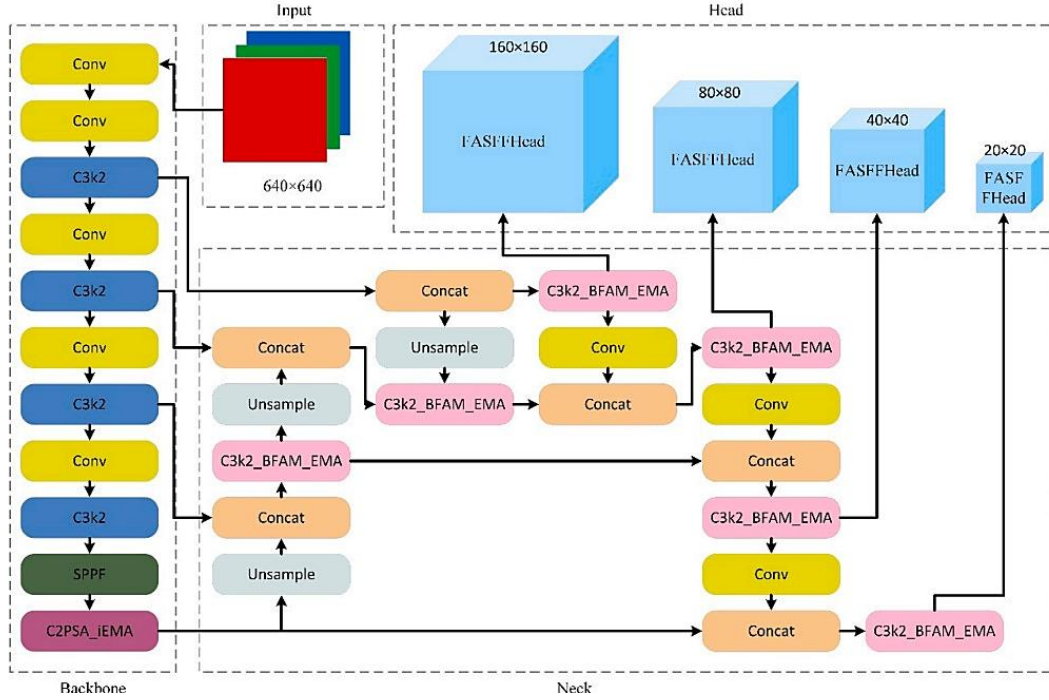 Input
Head
Conv
Conv
C3k2
Conv
C3k2
Conv
C3k2
Conv
C3k2
SPPF
C2PSA_iEMA
Backbone
640×640
160×160
FASFFHead
80×80
FASFFHead
40×40
FASFFHead
20×20
FASF
FHead
Concat
C3k2_BFAM_EMA
Concat
Unsample
Conv
C3k2_BFAM_EMA
Unsample
C3k2_BFAM_EMA
Concat
Conv
C3k2_BFAM_EMA
Concat
Concat
C3k2_BFAM_EMA
Unsample
Conv
Concat
C3k2_BFAM_EMA
Neck